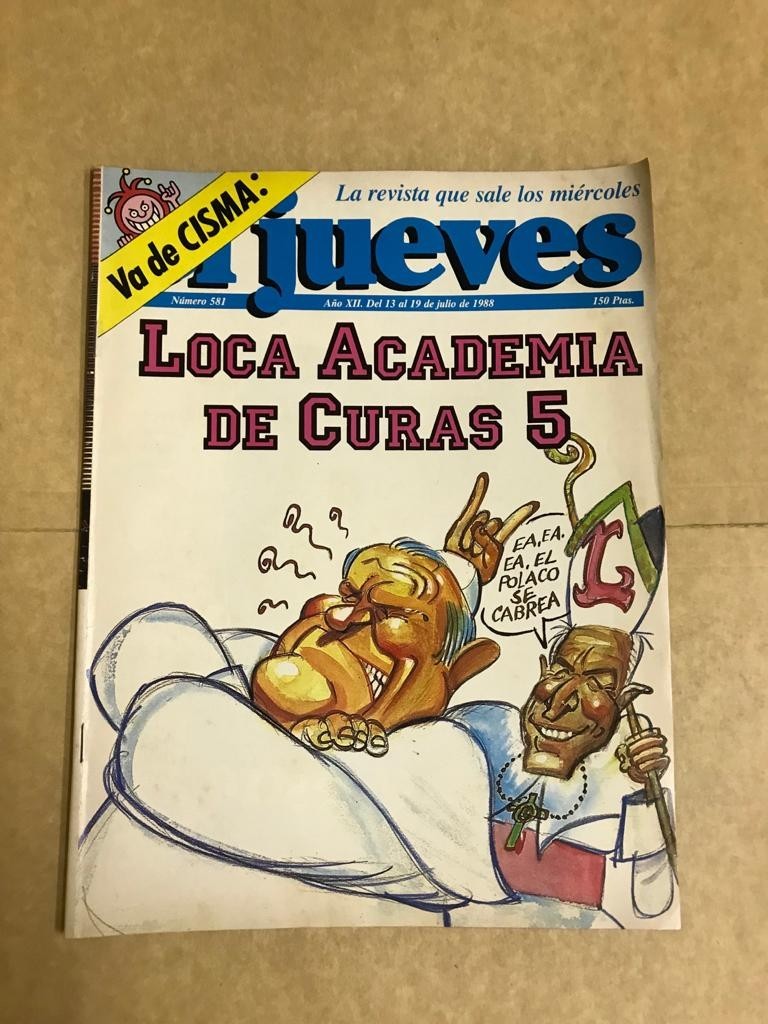 Va de CISMA:
La revista que sale los miércoles
jueves
Número 581
Año XII. Del 13 al 19 de julio de 1988
150 Ptas.
LOCA ACADEMIA
DE CURAS 5
EA, EA,
EA, EL
POLACO
SE
CABREA
L